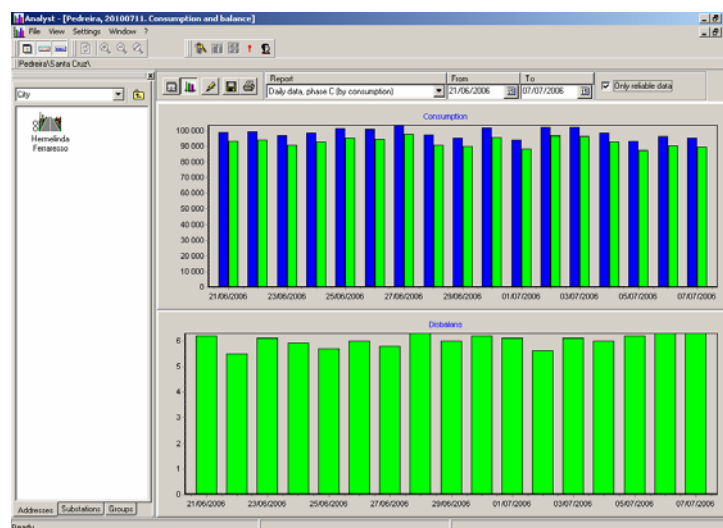 Analyst - [Pedreira, 20100711. Consumption and balance]
File View Settings Window ?
Pedreira\Santa Cruz\
City
Hermelinda
Ferraresso
Report
Daily data, phase C (by consumption)
From
21/06/2006
To
07/07/2006
Only reliable data
Consumption
100 000
90 000
80 000
70 000
60 000
50 000
40 000
30 000
20 000
10 000
0
21/06/2006 23/06/2006 25/06/2006 27/06/2006 29/06/2006 01/07/2006 03/07/2006 05/07/2006 07/07/2006
Disbalans
6
5
4
3
2
1
0
21/06/2006 23/06/2006 25/06/2006 27/06/2006 29/06/2006 01/07/2006 03/07/2006 05/07/2006 07/07/2006
Addresses Substations Groups
Ready